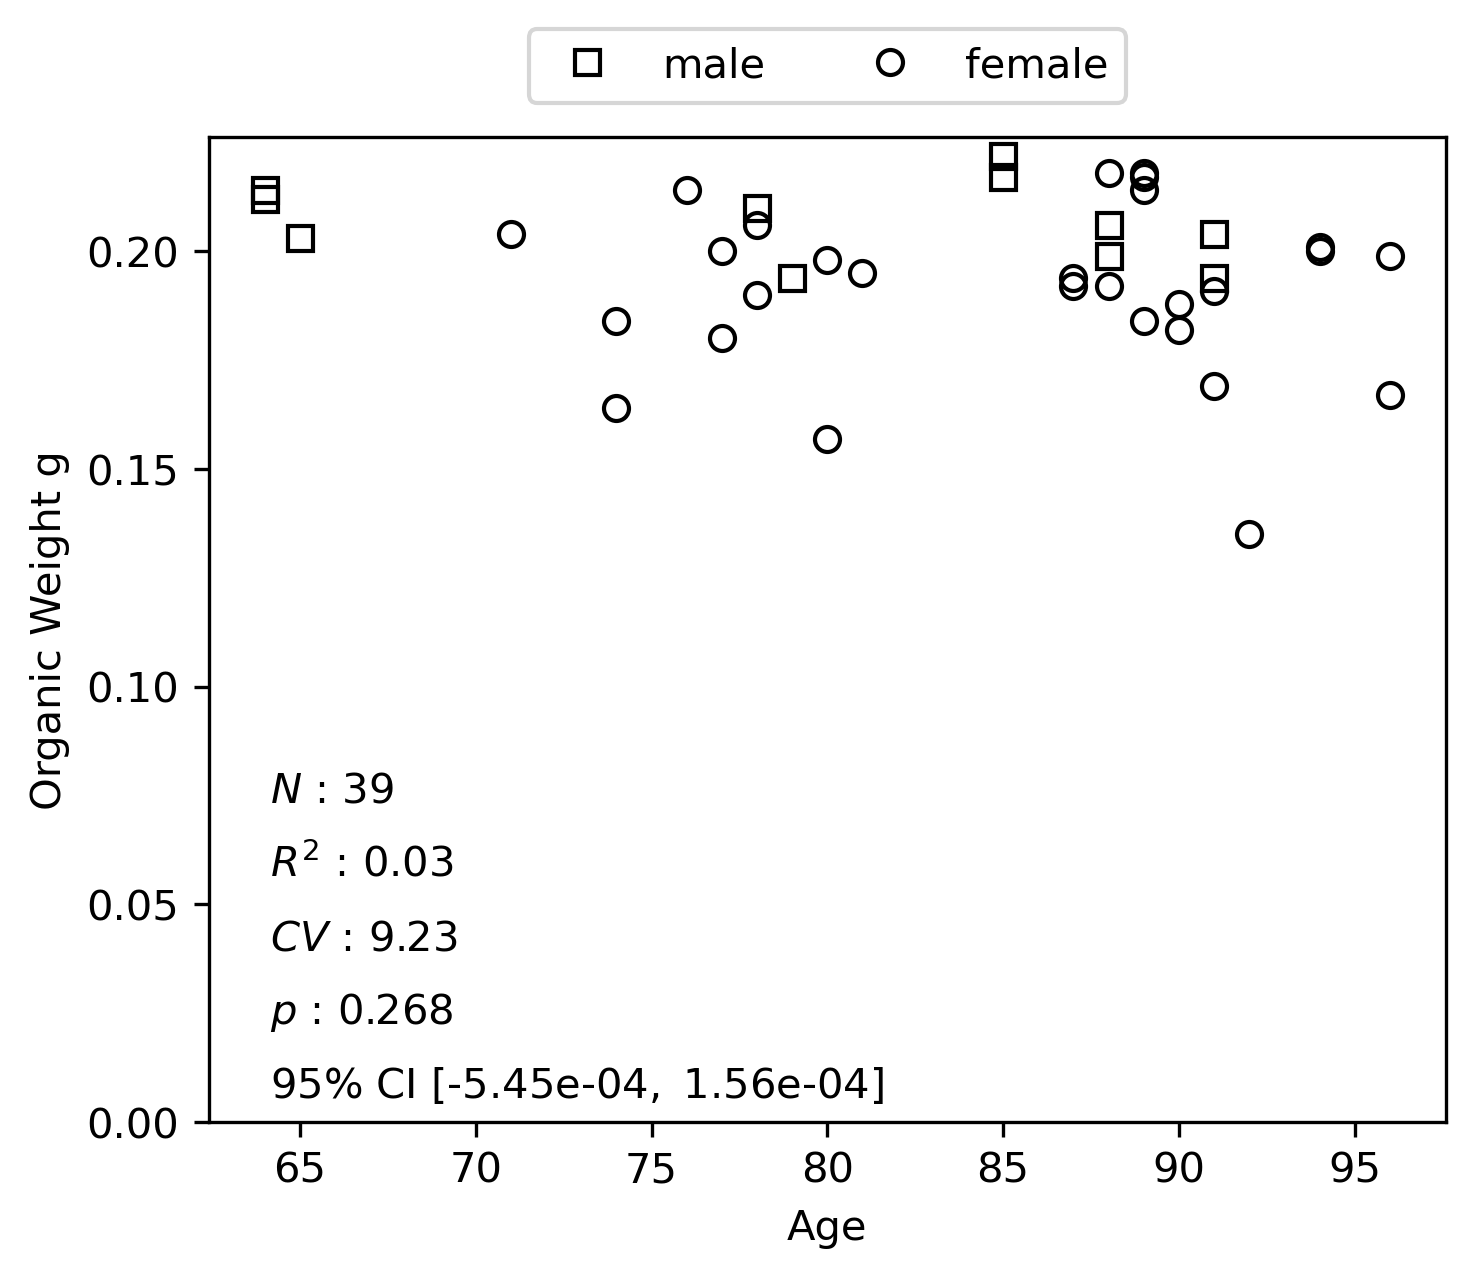 male female
0.20
0.15
0.10
0.05
0.00
Organic Weight g
N : 39
R² : 0.03
CV : 9.23
p : 0.268
95% CI [-5.45e-04, 1.56e-04]
65 70 75 80 85 90 95
Age